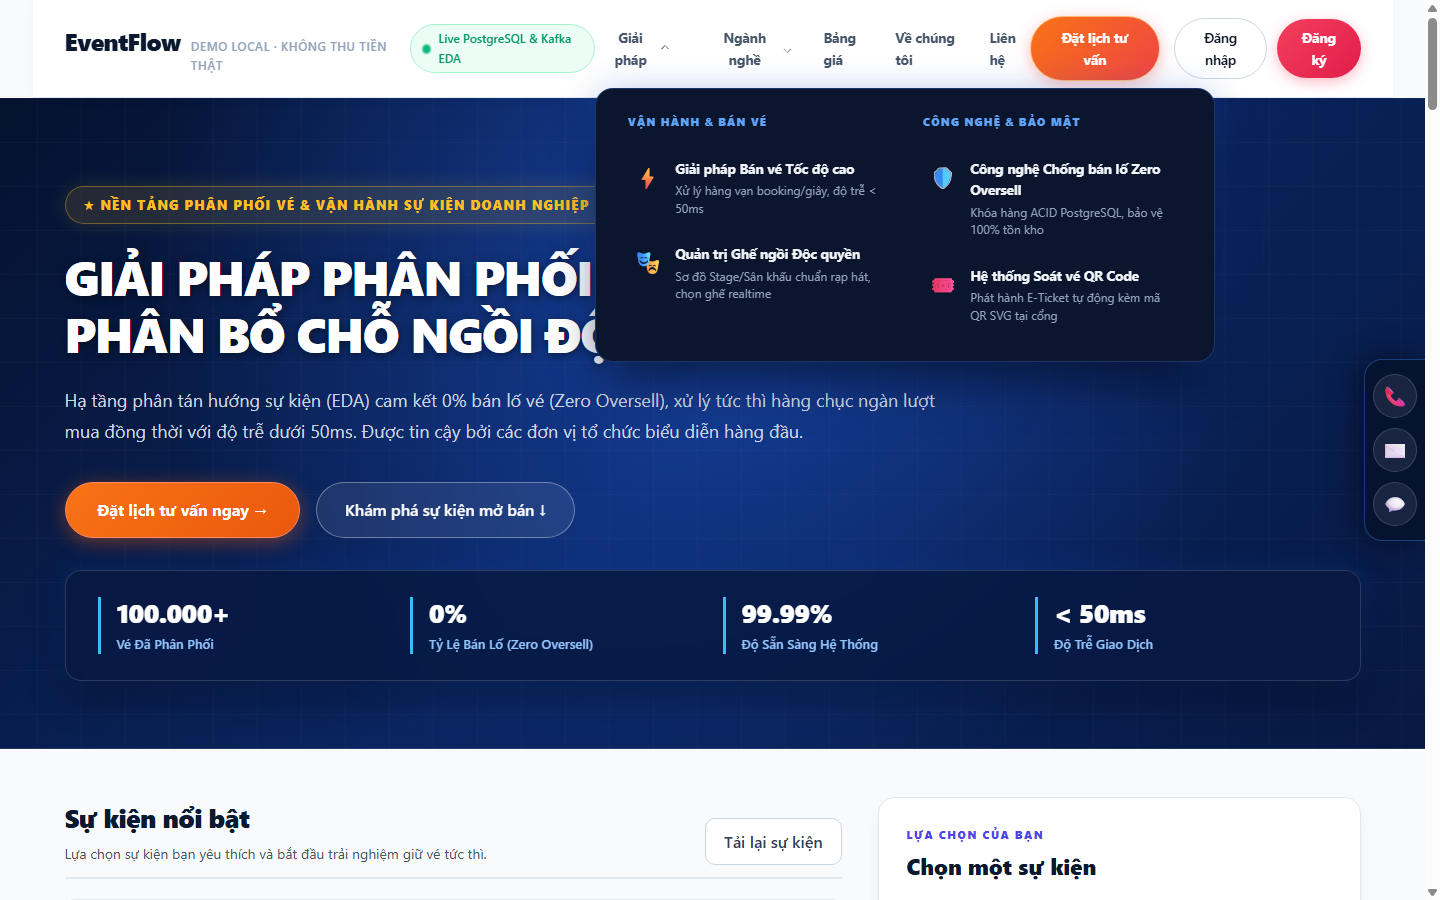 EventFlow
DEMO LOCAL · KHÔNG THU TIỀN
THẬT
Live PostgreSQL & Kafka
EDA
Giải
pháp
Ngành
nghề
Bảng
giá
Về chúng
tôi
Liên
hệ
Đặt lịch tư
vấn
Đăng
nhập
Đăng
ký
VẬN HÀNH & BÁN VÉ
Giải pháp Bán vé Tốc độ cao
Xử lý hàng vạn booking/giây, độ trễ <
50ms
Quản trị Ghế ngồi Độc quyền
Sơ đồ Stage/Sân khấu chuẩn rạp hát,
chọn ghế realtime
CÔNG NGHỆ & BẢO MẬT
Công nghệ Chống bán lố Zero
Oversell
Khóa hàng ACID PostgreSQL, bảo vệ
100% tồn kho
Hệ thống Soát vé QR Code
Phát hành E-Ticket tự động kèm mã
QR SVG tại cổng
★ NỀN TẢNG PHÂN PHỐI VÉ & VẬN HÀNH SỰ KIỆN DOANH NGHIỆP
GIẢI PHÁP PHÂN PHỐI
PHÂN BỔ CHỖ NGỒI
Hạ tầng phân tán hướng sự kiện (EDA) cam kết 0% bán lố vé (Zero Oversell), xử lý tức thì hàng chục ngàn lượt
mua đồng thời với độ trễ dưới 50ms. Được tin cậy bởi các đơn vị tổ chức biểu diễn hàng đầu.
Đặt lịch tư vấn ngay →
Khám phá sự kiện mở bán ↓
100.000+
Vé Đã Phân Phối
0%
Tỷ Lệ Bán Lố (Zero Oversell)
99.99%
Độ Sẵn Sàng Hệ Thống
< 50ms
Độ Trễ Giao Dịch
Sự kiện nổi bật
Lựa chọn sự kiện bạn yêu thích và bắt đầu trải nghiệm giữ vé tức thì.
Tải lại sự kiện
LỰA CHỌN CỦA BẠN
Chọn một sự kiện